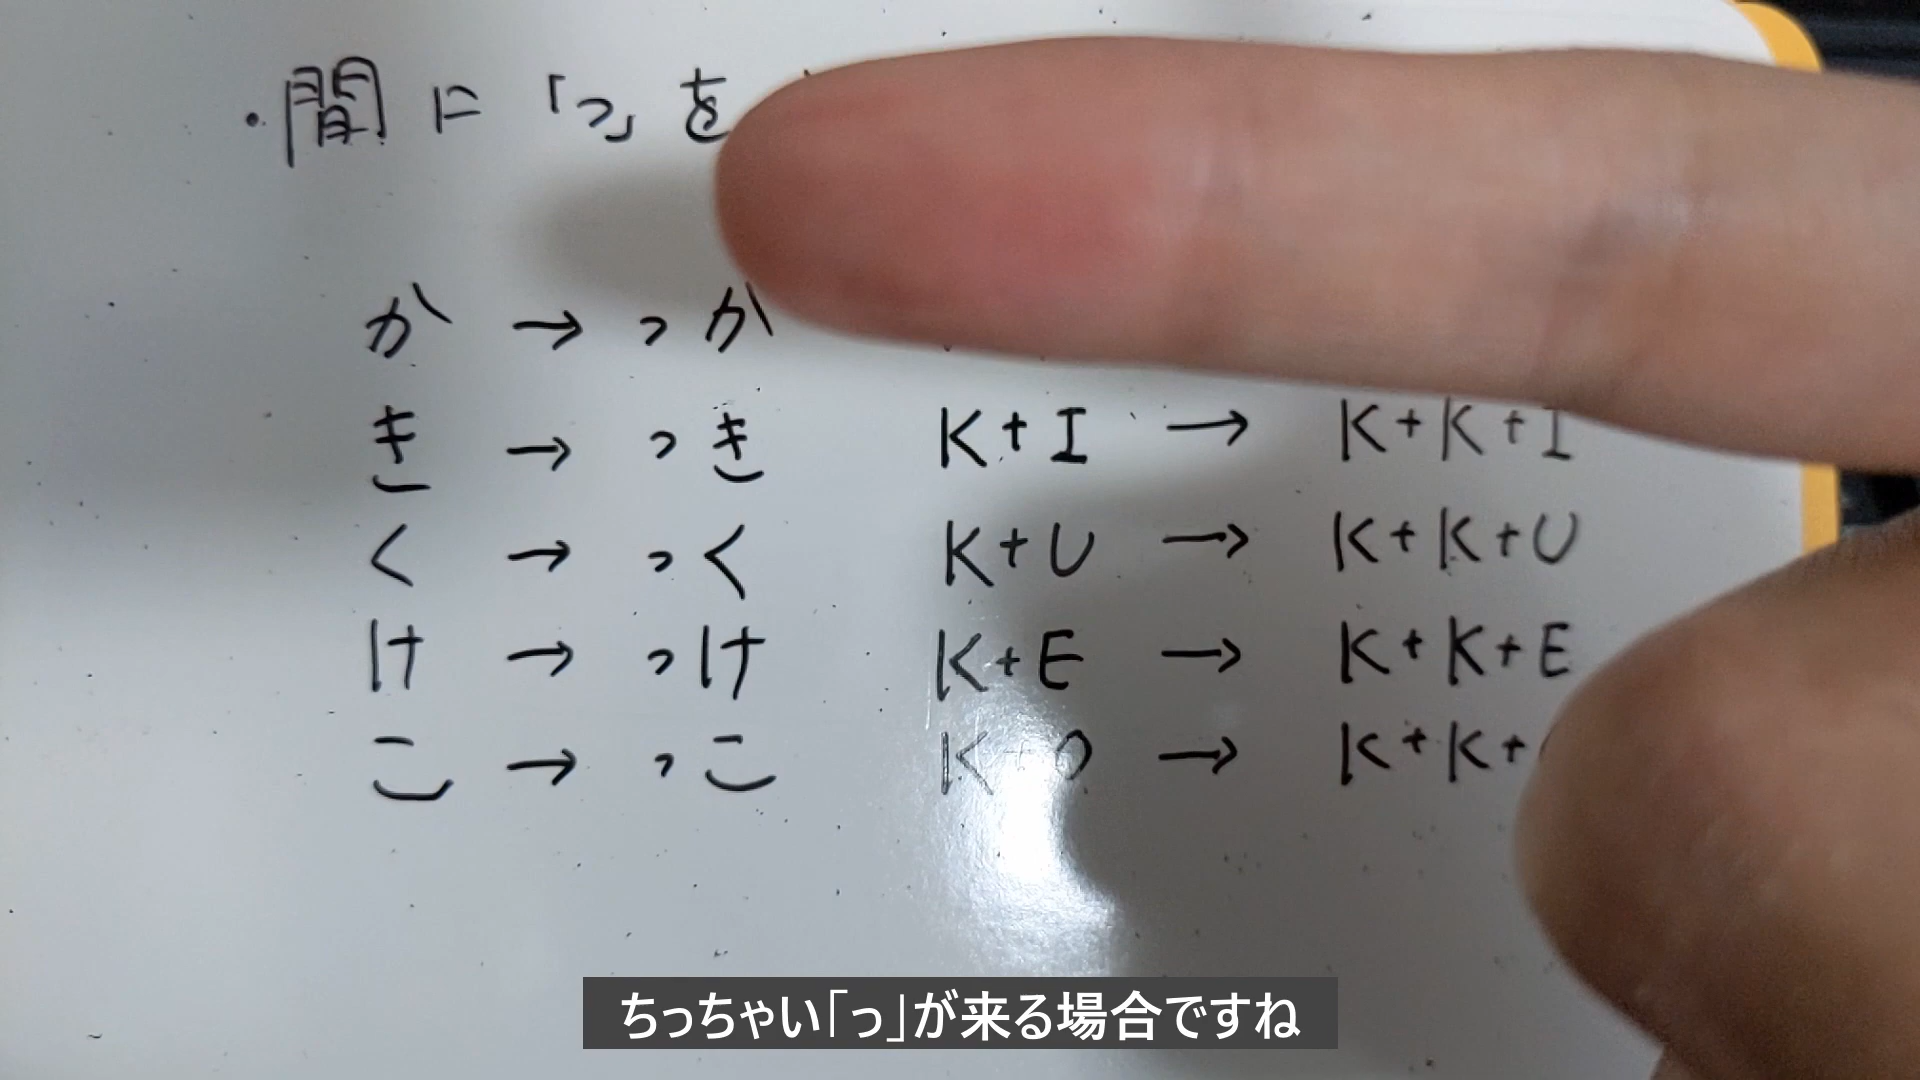 ・間に「っ」を
か → っか
き → っき K+I → K+K+I
く → っく K+U → K+K+U
け → っけ K+E → K+K+E
こ → っこ K+O → K+K+
ちっちゃい「っ」が来る場合ですね